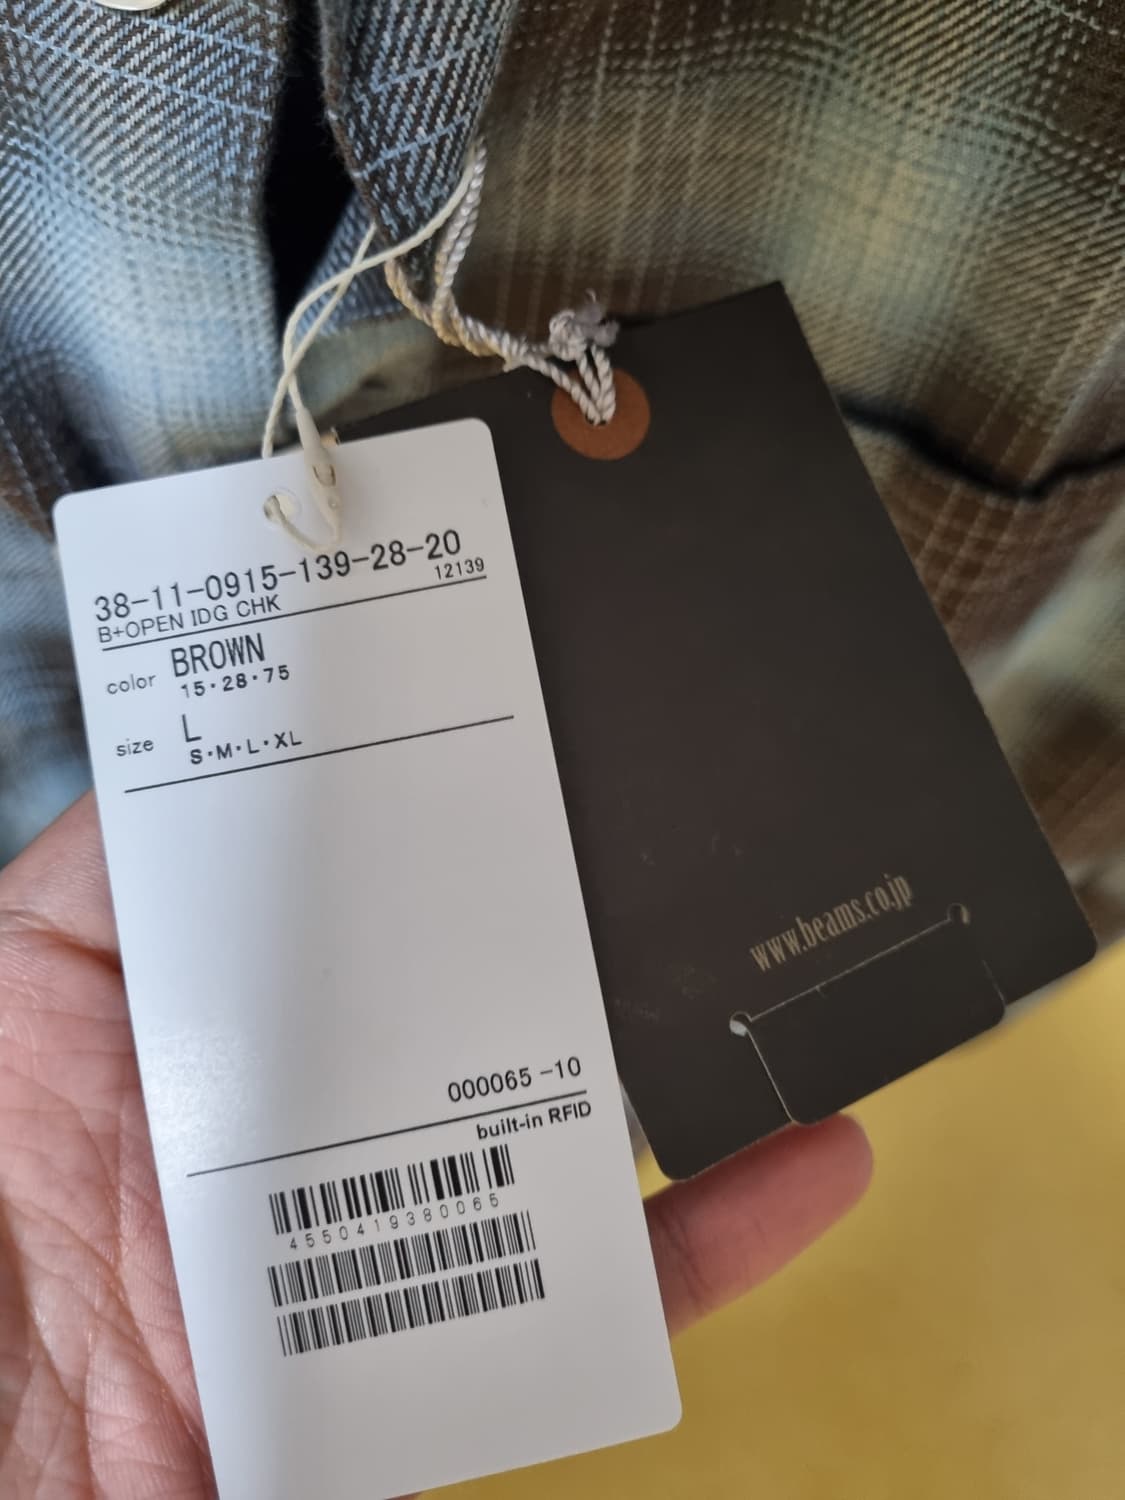 38-11-0915-139-28-20
12139
B+OPEN IDG CHK
color BROWN
15・28・75
size L
S・M・L・XL
000065 -10
built-in RFID
4550419380065
www.beams.co.jp